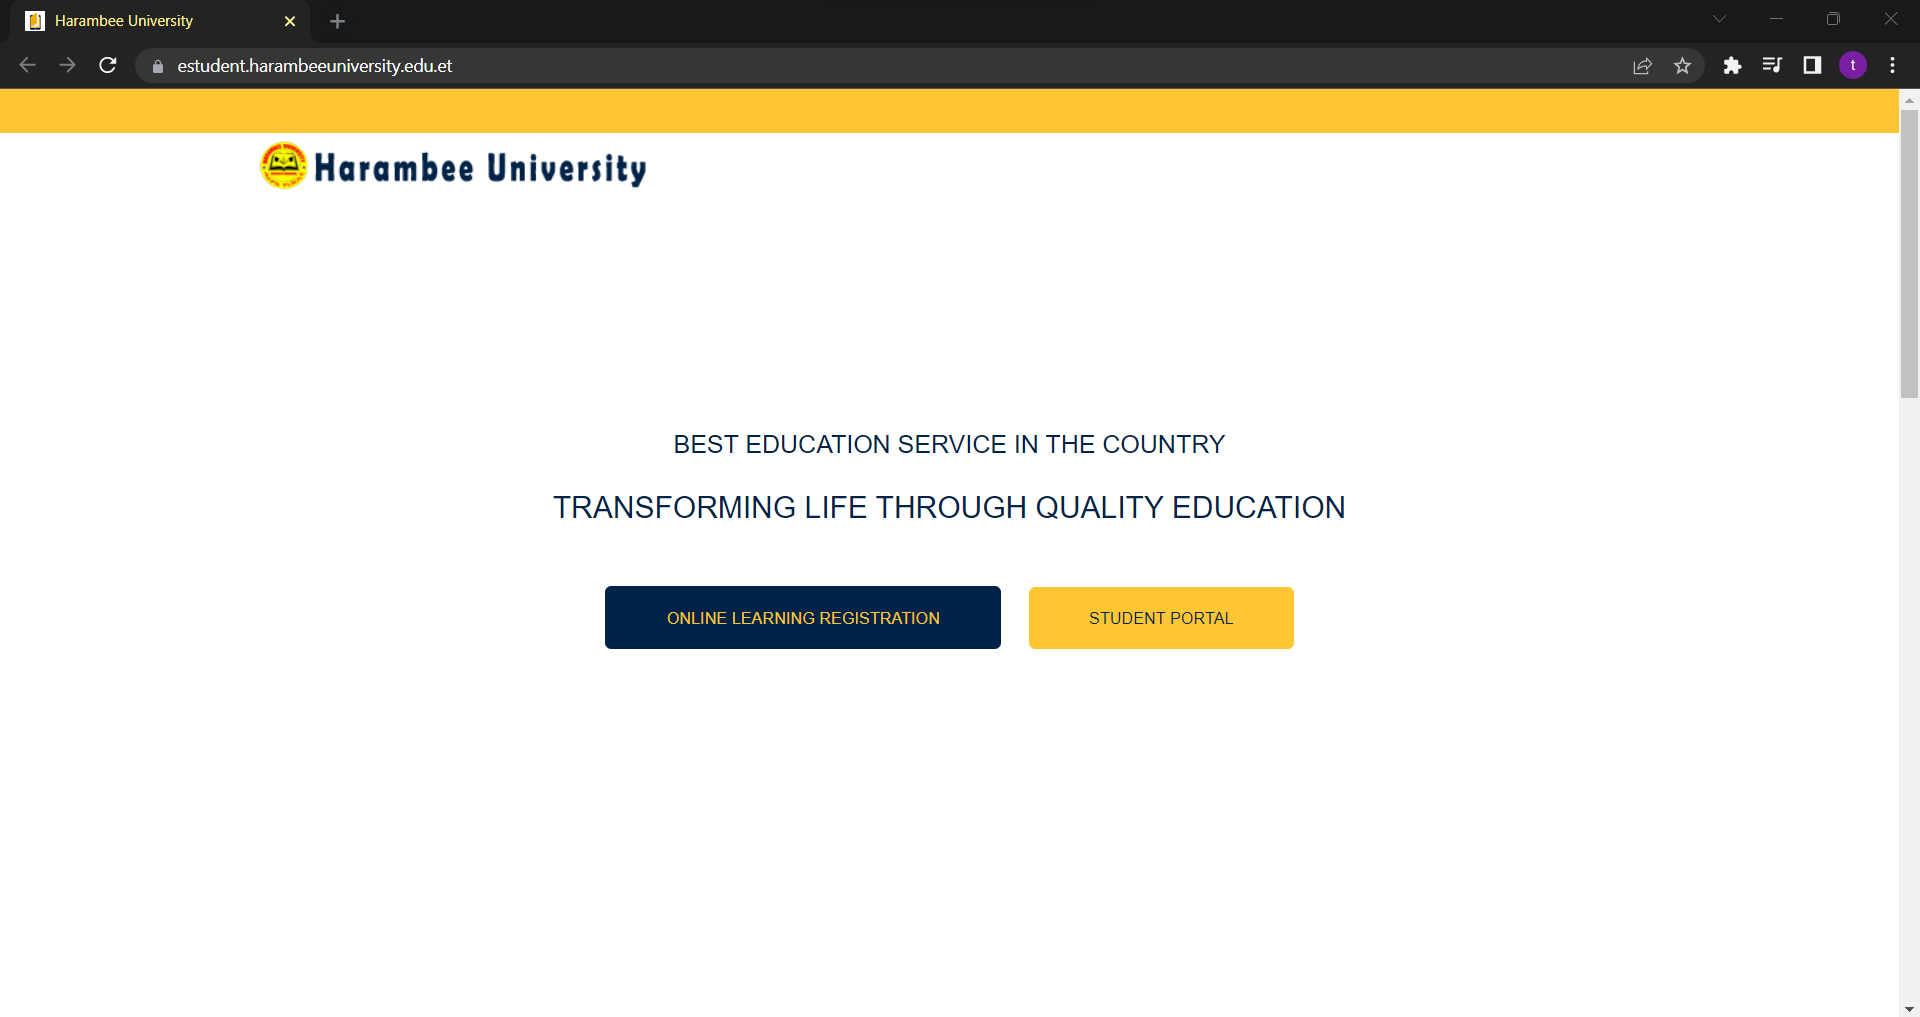 Harambee University
estudent.harambeeuniversity.edu.et
t
Harambee University
BEST EDUCATION SERVICE IN THE COUNTRY
TRANSFORMING LIFE THROUGH QUALITY EDUCATION
ONLINE LEARNING REGISTRATION
STUDENT PORTAL